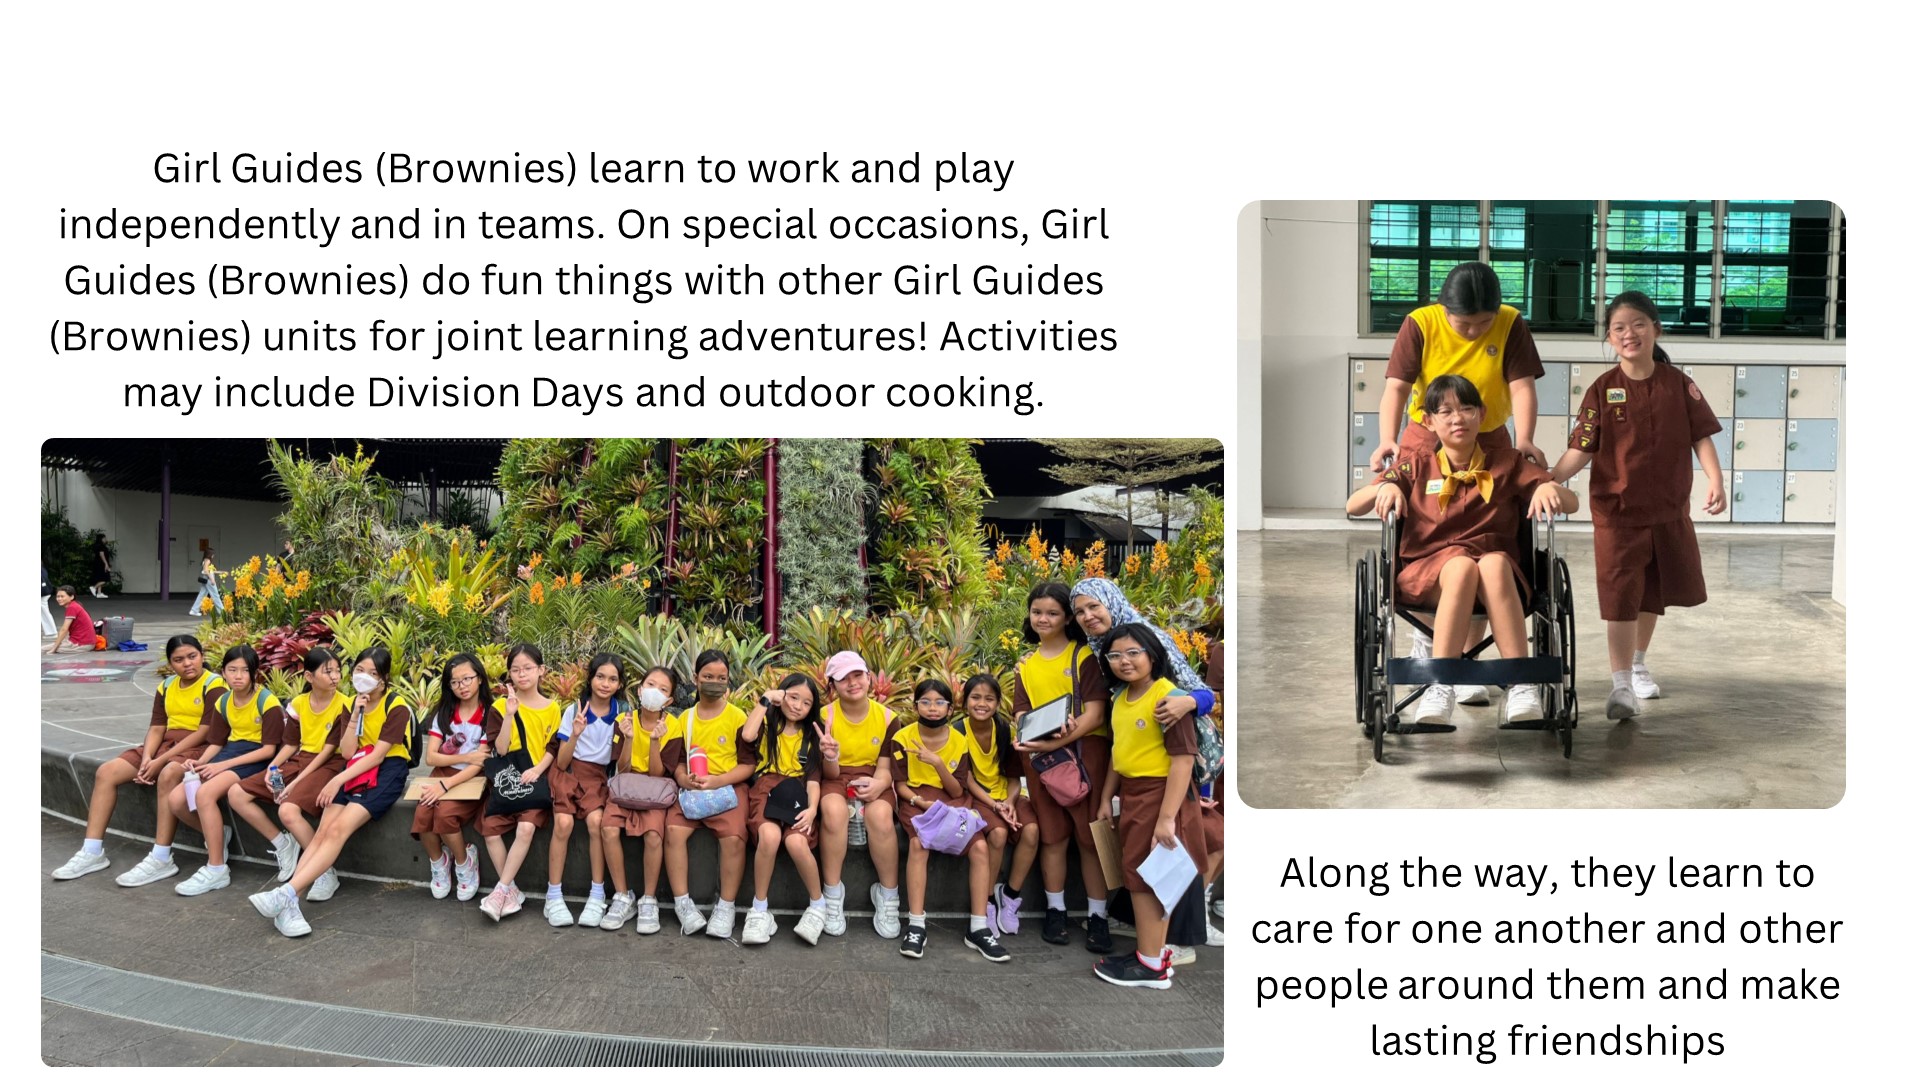 Girl Guides (Brownies) learn to work and play
independently and in teams. On special occasions, Girl
Guides (Brownies) do fun things with other Girl Guides
(Brownies) units for joint learning adventures! Activities
may include Division Days and outdoor cooking.
Along the way, they learn to
care for one another and other
people around them and make
lasting friendships